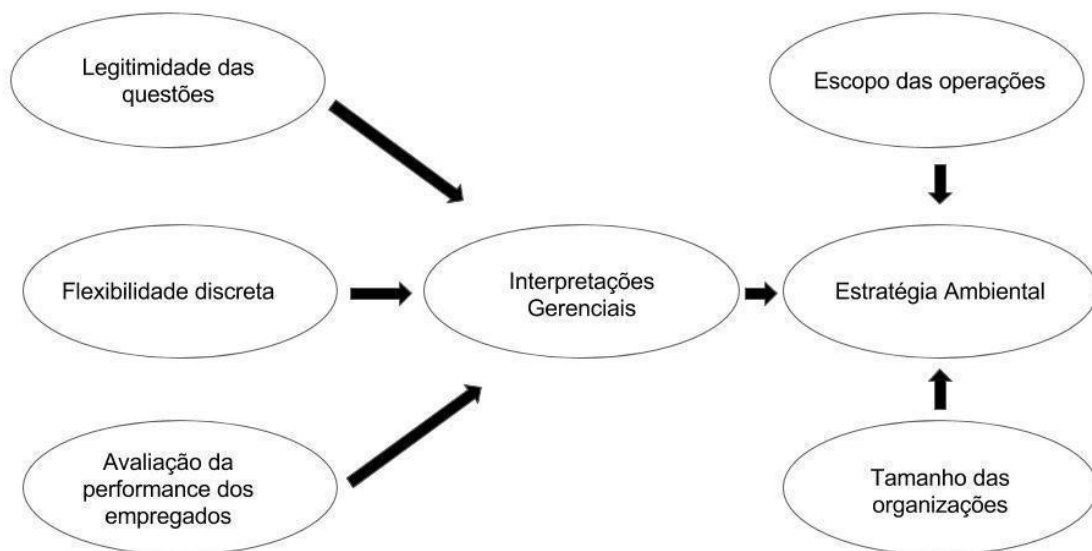 Legitimidade das
questões
Escopo das operações
Flexibilidade discreta
Interpretações
Gerenciais
Estratégia Ambiental
Avaliação da
performance dos
empregados
Tamanho das
organizações